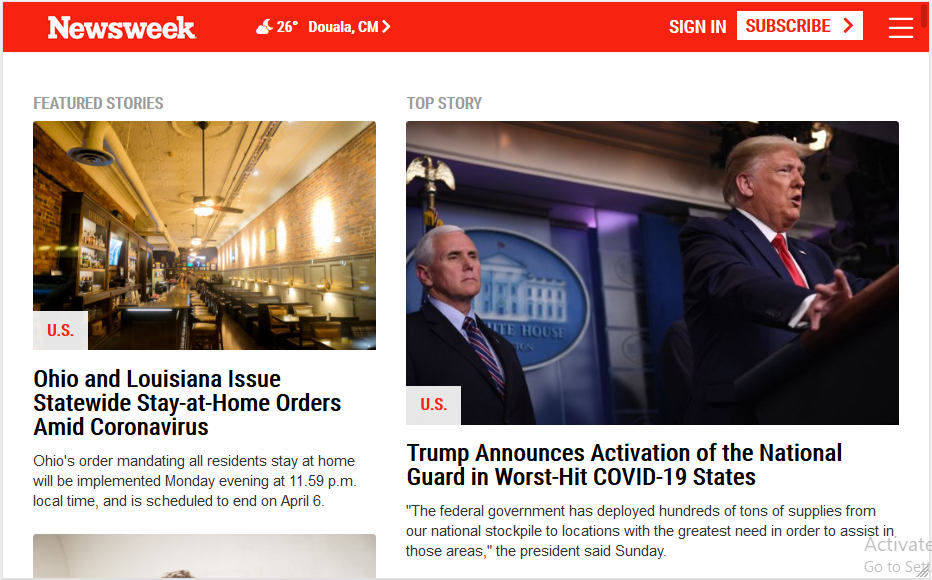 Newsweek
26° Douala, CM
SIGN IN
SUBSCRIBE
FEATURED STORIES
U.S.
Ohio and Louisiana Issue
Statewide Stay-at-Home Orders
Amid Coronavirus
Ohio's order mandating all residents stay at home
will be implemented Monday evening at 11.59 p.m.
local time, and is scheduled to end on April 6.
TOP STORY
WHITE HOUSE
U.S.
Trump Announces Activation of the National
Guard in Worst-Hit COVID-19 States
"The federal government has deployed hundreds of tons of supplies from
our national stockpile to locations with the greatest need in order to assist in
those areas," the president said Sunday.
Activate
Go to Sett